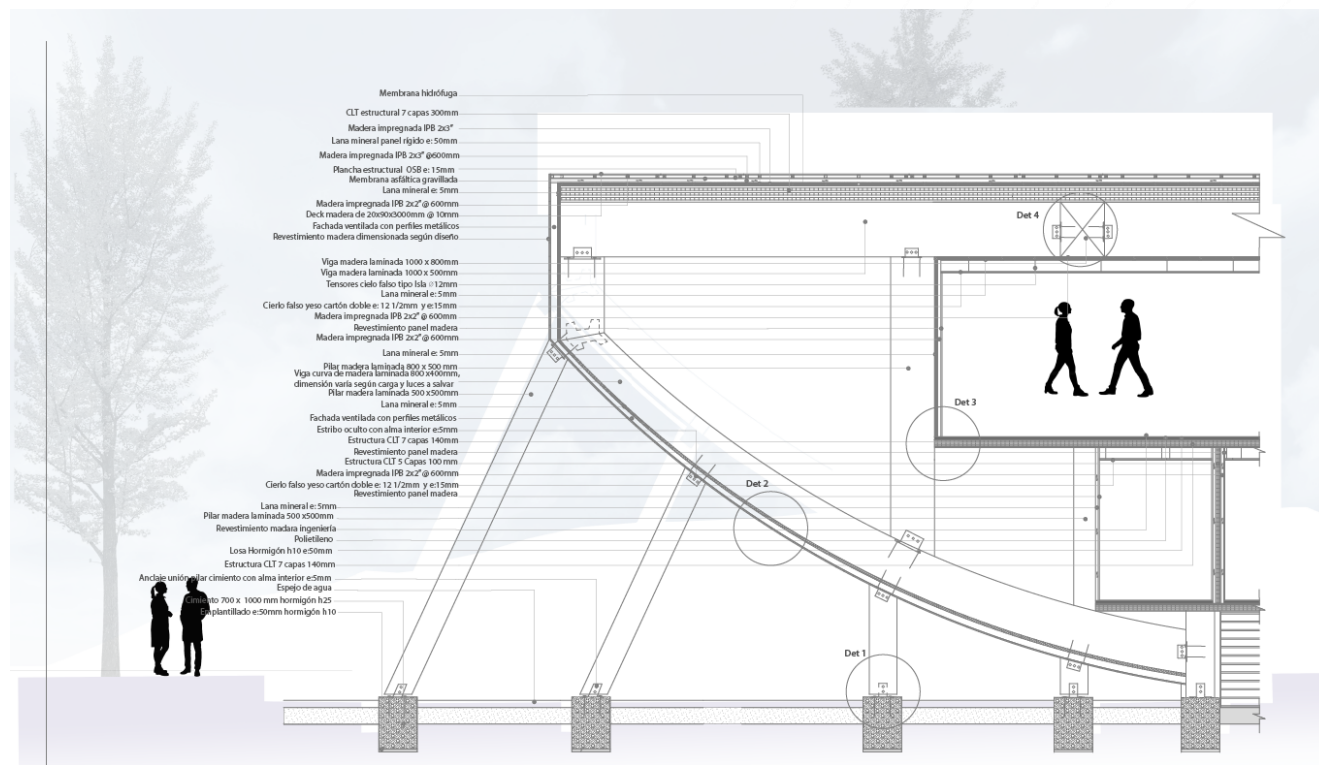 Membrana hidrófuga
CLT estructural 7 capas 300mm
Madera impregnada IPB 2x3"
Lana mineral panel rígido e: 50mm
Madera impregnada IPB 2x3" @600mm
Plancha estructural OSB e: 15mm
Membrana asfáltica gravillada
Lana mineral e: 5mm
Madera impregnada IPB 2x2" @ 600mm
Deck madera de 20x90x3000mm @ 10mm
Fachada ventilada con perfiles metálicos
Revestimiento madera dimensionada según diseño
Viga madera laminada 1000 x 800mm
Viga madera laminada 1000 x 500mm
Tensores cielo falso tipo Isla ∅12mm
Lana mineral e: 5mm
Cierlo falso yeso cartón doble e: 12 1/2mm y e:15mm
Madera impregnada IPB 2x2" @ 600mm
Revestimiento panel madera
Madera impregnada IPB 2x2" @ 600mm
Lana mineral e: 5mm
Pilar madera laminada 800 x 500 mm
Viga curva de madera laminada 800 x400mm,
dimensión varía según carga y luces a salvar
Pilar madera laminada 500 x500mm
Lana mineral e: 5mm
Fachada ventilada con perfiles metálicos
Estribo oculto con alma interior e:5mm
Estructura CLT 7 capas 140mm
Revestimiento panel madera
Estructura CLT 5 Capas 100 mm
Madera impregnada IPB 2x2" @ 600mm
Cierlo falso yeso cartón doble e: 12 1/2mm y e:15mm
Revestimiento panel madera
Lana mineral e: 5mm
Pilar madera laminada 500 x500mm
Revestimiento madara ingeniería
Polietileno
Losa Hormigón h10 e:50mm
Estructura CLT 7 capas 140mm
Anclaje unión pilar cimiento con alma interior e:5mm
Espejo de agua
Cimiento 700 x 1000 mm hormigón h25
Emplantillado e:50mm hormigón h10
Det 4
Det 3
Det 2
Det 1